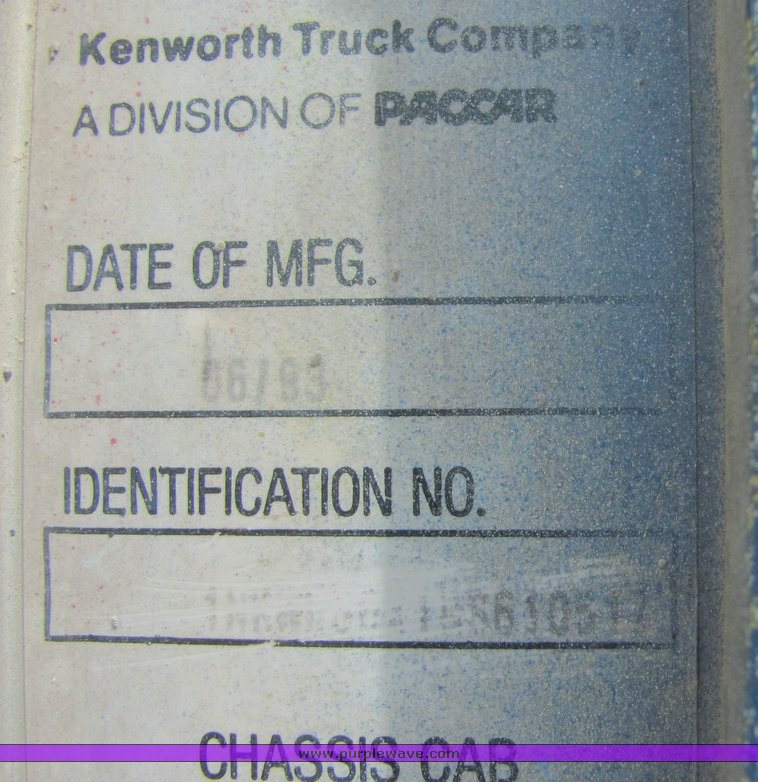 Kenworth Truck Company
A DIVISION OF PACCAR
DATE OF MFG.
06/93
IDENTIFICATION NO.
CHASSIS CAB
www.purplewave.com